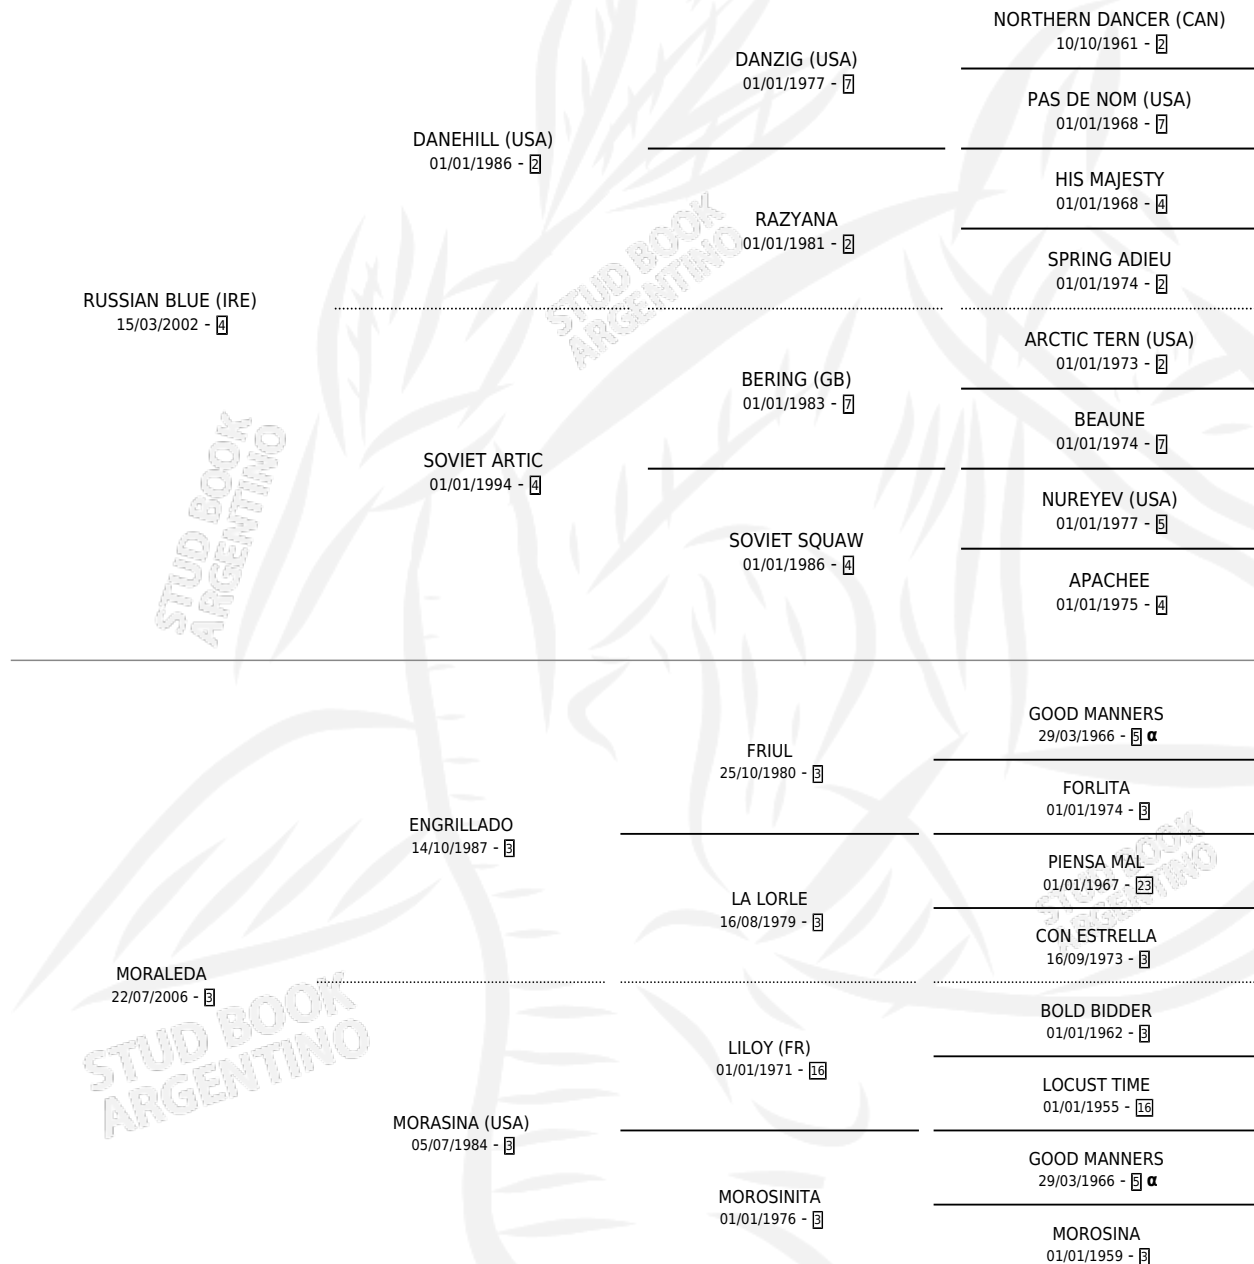 NORTHERN DANCER (CAN)
10/10/1961 - 2
DANZIG (USA)
01/01/1977 - 7
PAS DE NOM (USA)
01/01/1968 - 7
DANEHILL (USA)
01/01/1986 - 2
HIS MAJESTY
01/01/1968 - 4
RAZYANA
01/01/1981 - 2
SPRING ADIEU
01/01/1974 - 2
STUD BOOK
ARGENTINO
RUSSIAN BLUE (IRE)
15/03/2002 - 4
ARCTIC TERN (USA)
01/01/1973 - 2
BERING (GB)
01/01/1983 - 7
BEAUNE
01/01/1974 - 7
SOVIET ARTIC
01/01/1994 - 4
NUREYEV (USA)
01/01/1977 - 5
SOVIET SQUAW
01/01/1986 - 4
APACHEE
01/01/1975 - 4
STUD BOOK
ARGENTINO
GOOD MANNERS
29/03/1966 - 5 α
FRIUL
25/10/1980 - 3
FORLITA
01/01/1974 - 3
ENGRILLADO
14/10/1987 - 3
PIENSA MAL
01/01/1967 - 23
LA LORLE
16/08/1979 - 3
CON ESTRELLA
16/09/1973 - 3
STUD BOOK
ARGENTINO
MORALEDA
22/07/2006 - 3
BOLD BIDDER
01/01/1962 - 3
LILOY (FR)
01/01/1971 - 16
LOCUST TIME
01/01/1955 - 16
STUD BOOK
ARGENTINO
MORASINA (USA)
05/07/1984 - 3
GOOD MANNERS
29/03/1966 - 5 α
MOROSINITA
01/01/1976 - 3
MOROSINA
01/01/1959 - 3